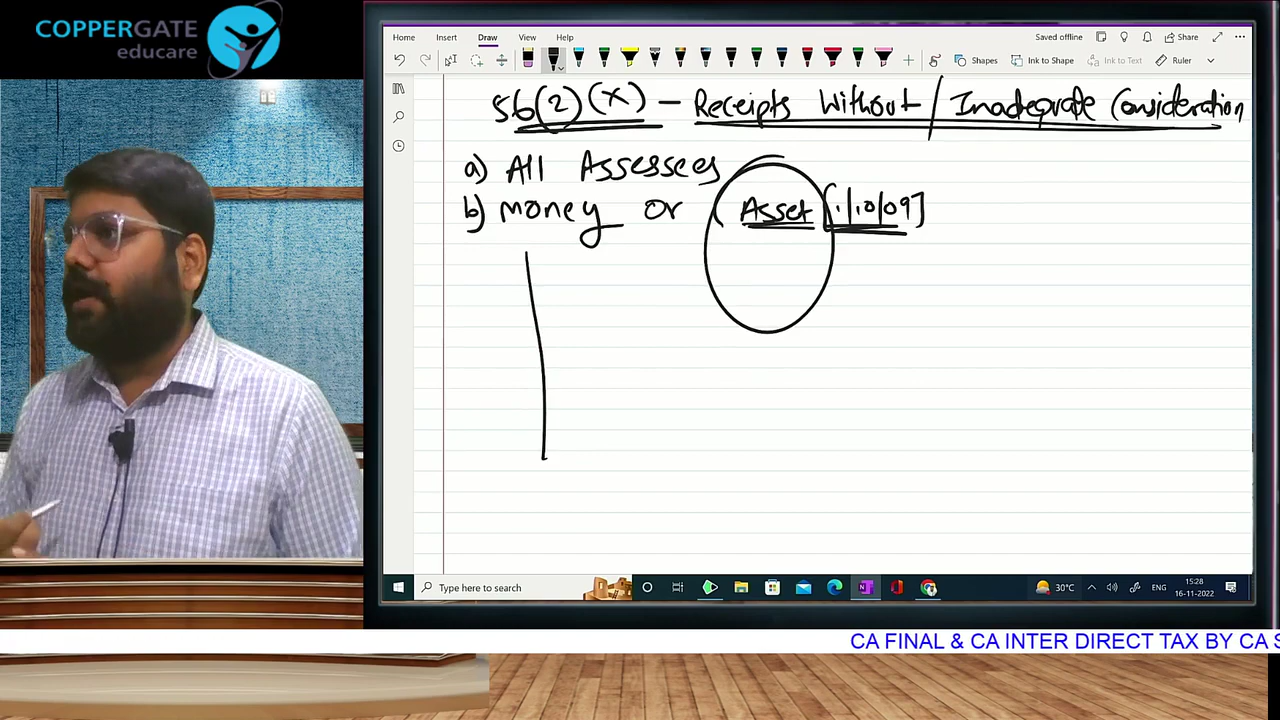 COPPERGATE
educare
Home Insert Draw View Help
Saved offline
Share
Shapes
Ink to Shape
Ink to Text
Ruler
56(2)(x) - Receipts Without / Inadequate Consideration
a) All Assessees
b) money or Asset [1/10/09]
Type here to search
30°C
ENG
15:28
16-11-2022
CA FINAL & CA INTER DIRECT TAX BY CA S